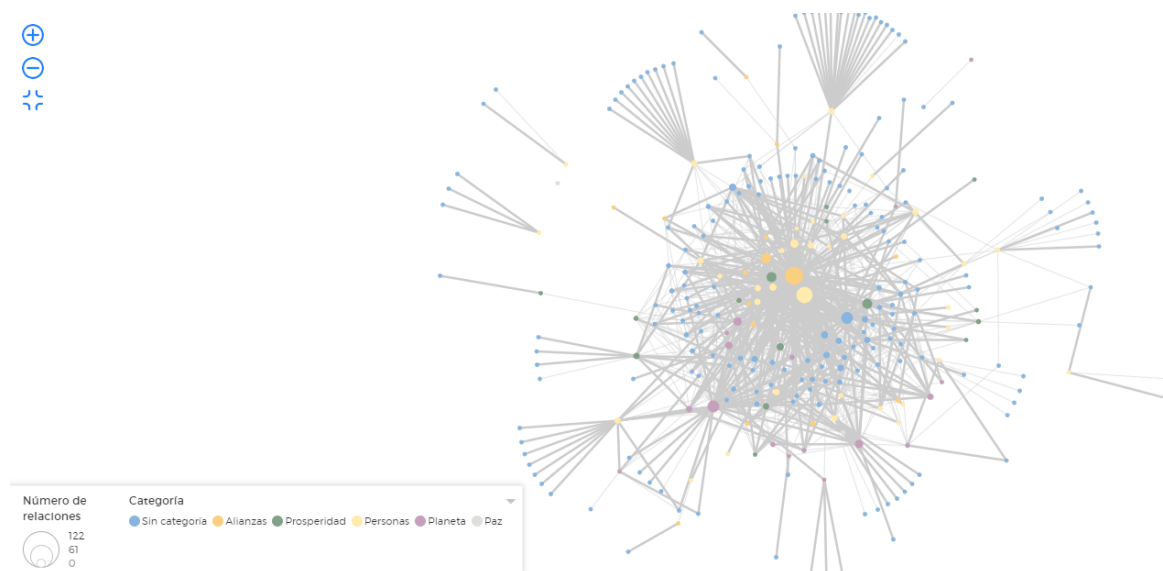 Número de
relaciones
122
61
0
Categoría
Sin categoría Alianzas Prosperidad Personas Planeta Paz